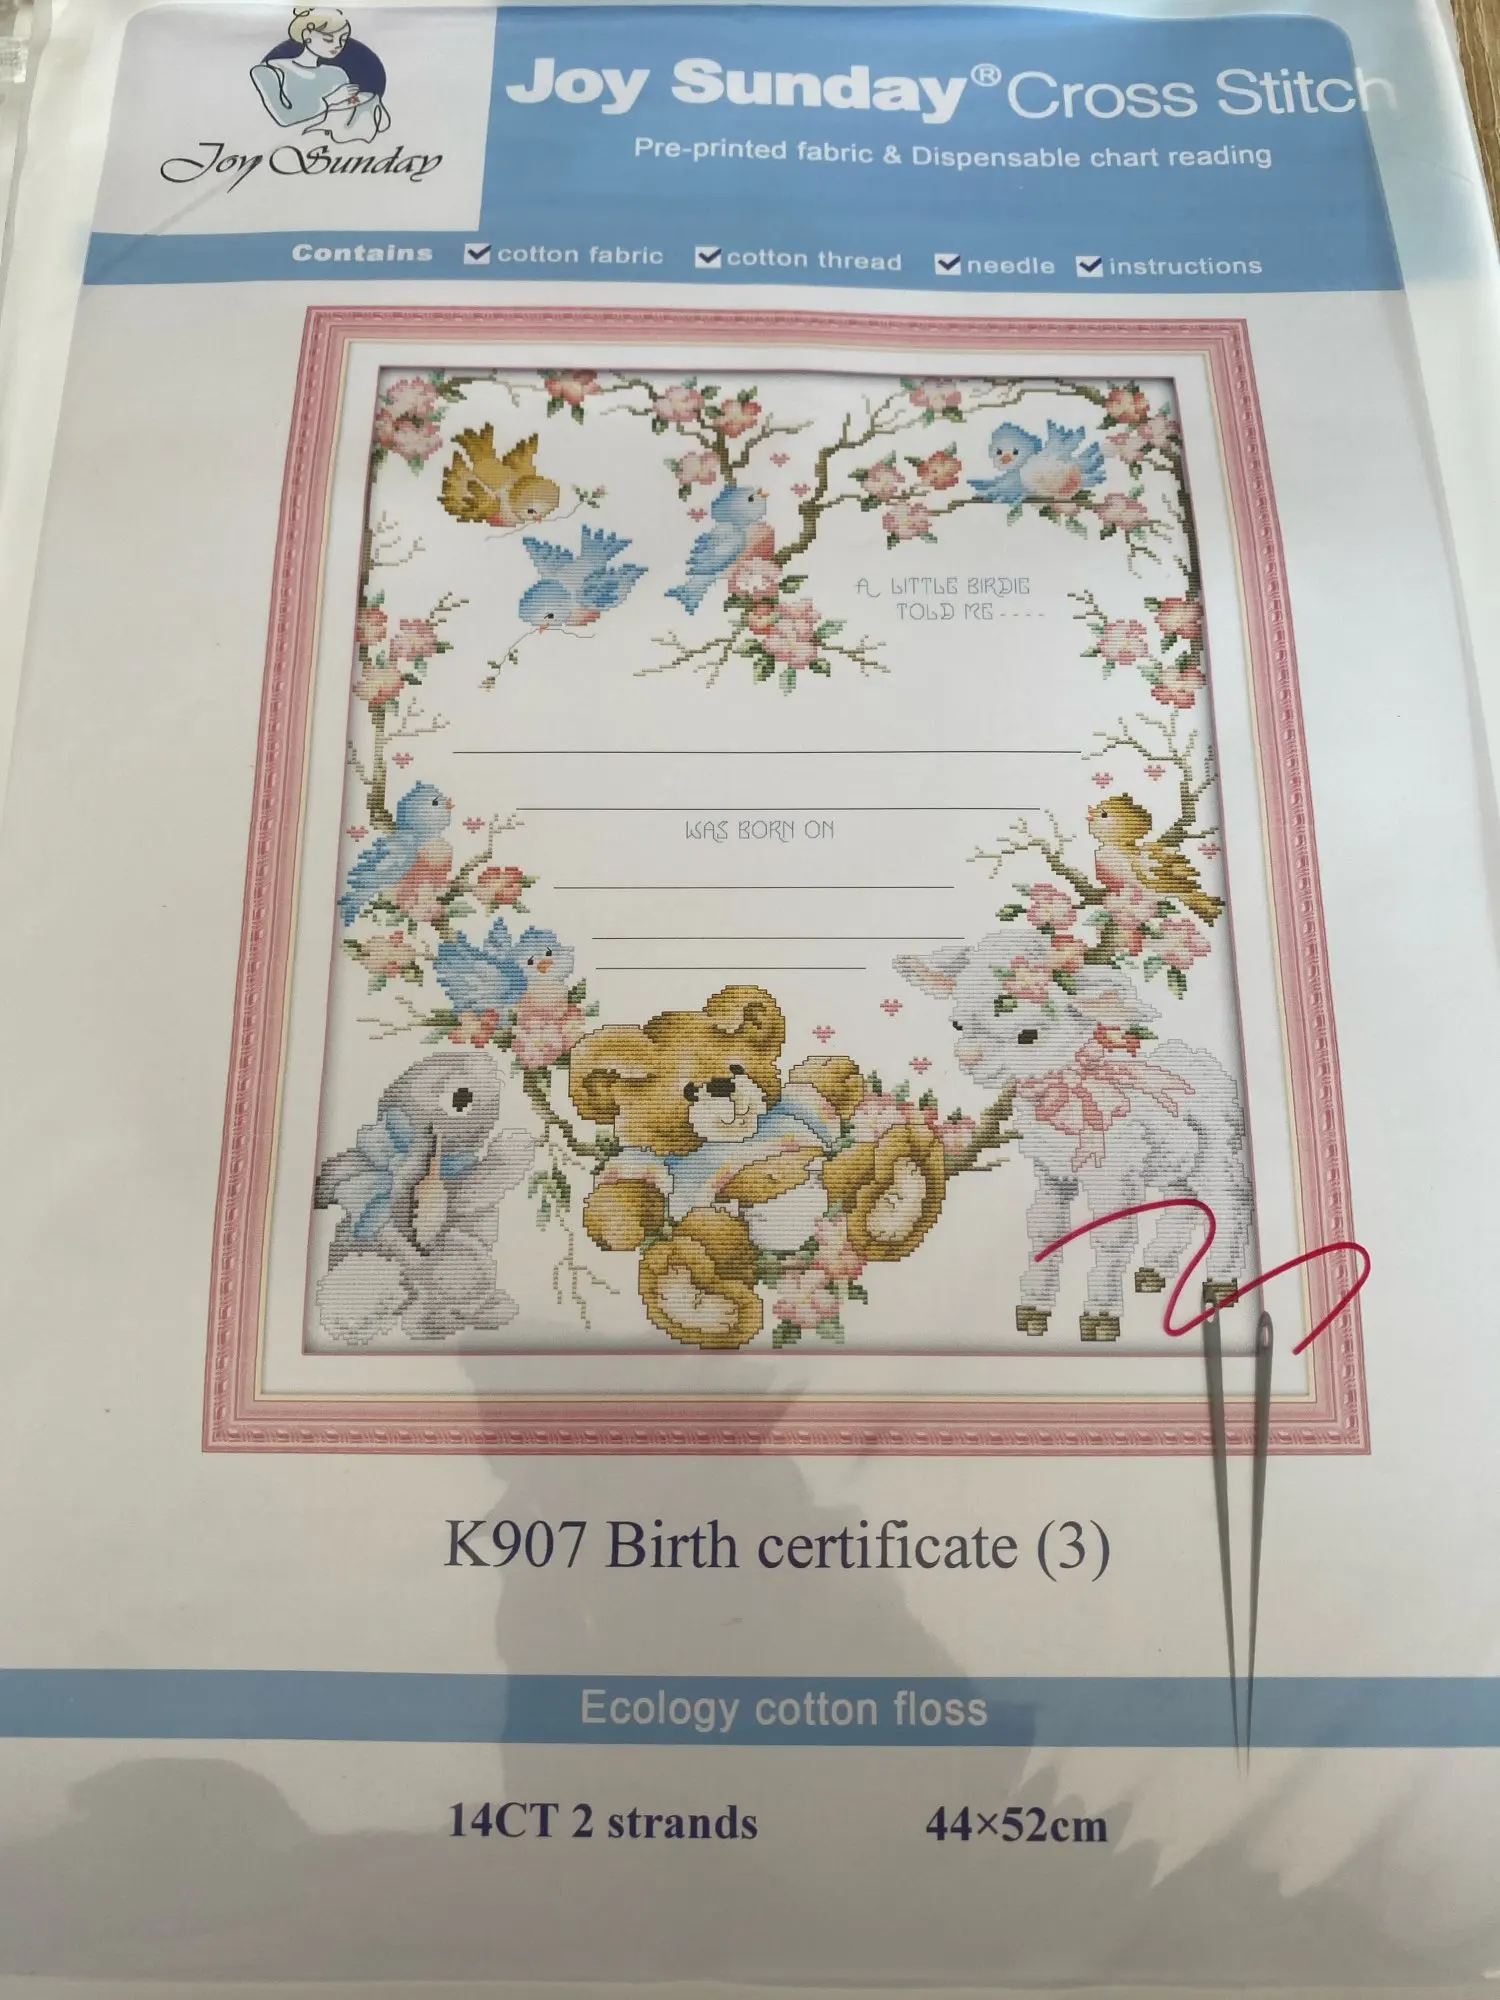 Joy Sunday
Joy Sunday® Cross Stitch
Pre-printed fabric & Dispensable chart reading
Contains cotton fabric cotton thread needle instructions
A LITTLE BIRDIE
TOLD ME----
WAS BORN ON
K907 Birth certificate (3)
Ecology cotton floss
14CT 2 strands 44×52cm